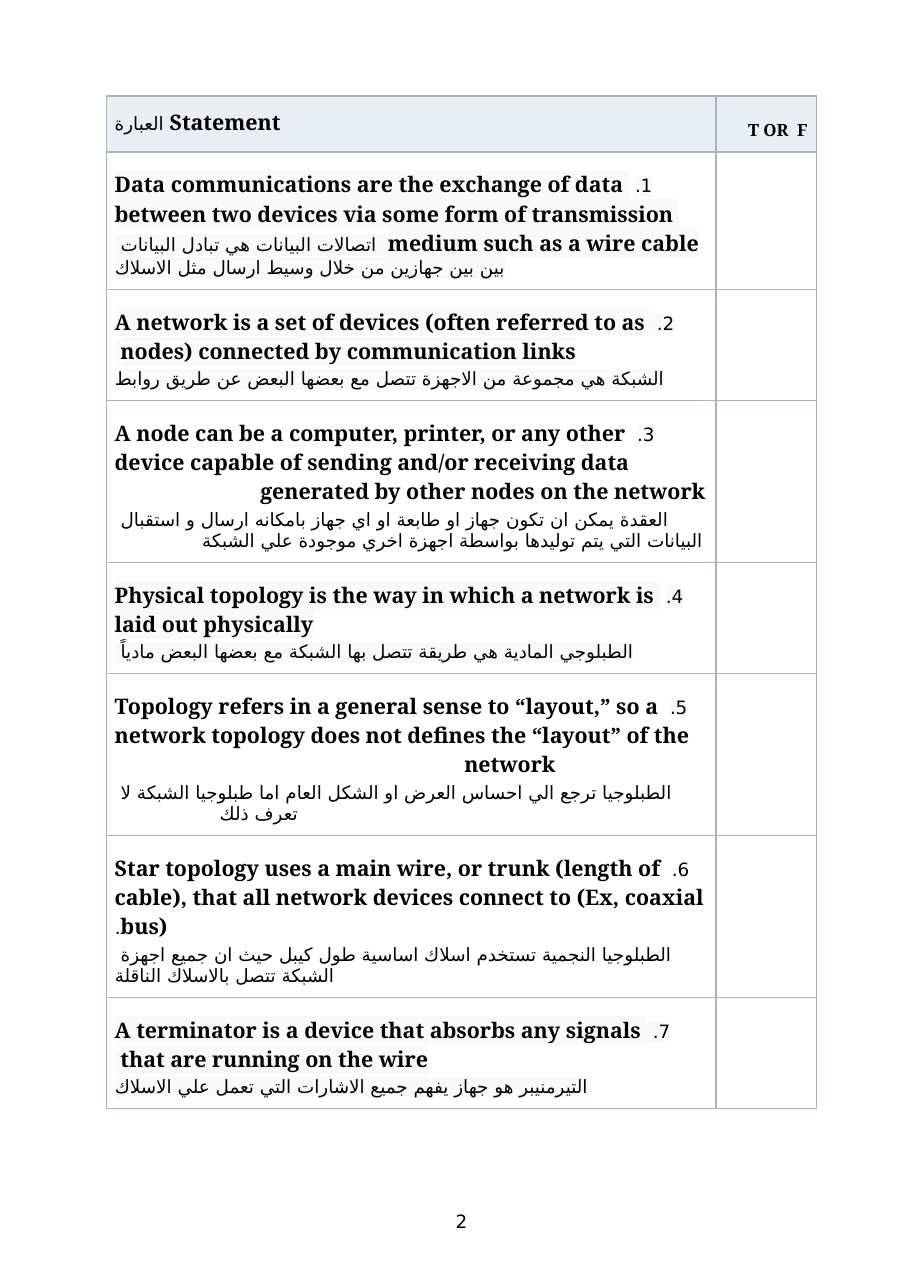 العبارة Statement
T OR F
1. Data communications are the exchange of data
between two devices via some form of transmission
medium such as a wire cable اتصالات البيانات هي تبادل البيانات
بين بين جهازين من خلال وسيط ارسال مثل الاسلاك
2. A network is a set of devices (often referred to as
nodes) connected by communication links
الشبكة هي مجموعة من الاجهزة تتصل مع بعضها البعض عن طريق روابط
3. A node can be a computer, printer, or any other
device capable of sending and/or receiving data
generated by other nodes on the network
العقدة يمكن ان تكون جهاز او طابعة او اي جهاز بامكانه ارسال و استقبال
البيانات التي يتم توليدها بواسطة اجهزة اخري موجودة علي الشبكة
4. Physical topology is the way in which a network is
laid out physically
الطبلوجي المادية هي طريقة تتصل بها الشبكة مع بعضها البعض مادياً
5. Topology refers in a general sense to “layout,” so a
network topology does not defines the “layout” of the
network
الطبلوجيا ترجع الي احساس العرض او الشكل العام اما طبلوجيا الشبكة لا
تعرف ذلك
6. Star topology uses a main wire, or trunk (length of
cable), that all network devices connect to (Ex, coaxial
bus).
الطبلوجيا النجمية تستخدم اسلاك اساسية طول كيبل حيث ان جميع اجهزة
الشبكة تتصل بالاسلاك الناقلة
7. A terminator is a device that absorbs any signals
that are running on the wire
التيرمنيبر هو جهاز يفهم جميع الاشارات التي تعمل علي الاسلاك
2